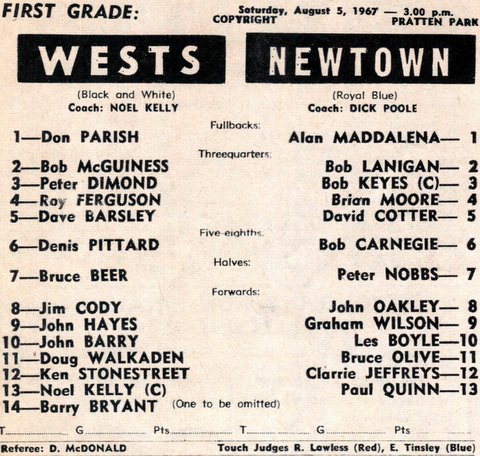 FIRST GRADE: Saturday, August 5, 1967 — 3.00 p.m.
COPYRIGHT PRATTEN PARK
WESTS NEWTOWN
(Black and White) (Royal Blue)
Coach: NOEL KELLY Coach: DICK POOLE
Fullbacks:
1—Don PARISH Alan MADDALENA— 1
Threequarters:
2—Bob McGUINESS Bob LANIGAN— 2
3—Peter DIMOND Bob KEYES (C)— 3
4—Roy FERGUSON Brian MOORE— 4
5—Dave BARSLEY David COTTER— 5
Five-eighths:
6—Denis PITTARD Bob CARNEGIE— 6
Halves:
7—Bruce BEER Peter NOBBS— 7
Forwards:
8—Jim CODY John OAKLEY— 8
9—John HAYES Graham WILSON— 9
10—John BARRY Les BOYLE—10
11—Doug WALKADEN Bruce OLIVE—11
12—Ken STONESTREET Clarrie JEFFREYS—12
13—Noel KELLY (C) Paul QUINN—13
14—Barry BRYANT (One to be omitted)
T............ G............ Pts............ T............ G............ Pts............
Referee: D. McDONALD Touch Judges R. Lawless (Red), E. Tinsley (Blue)